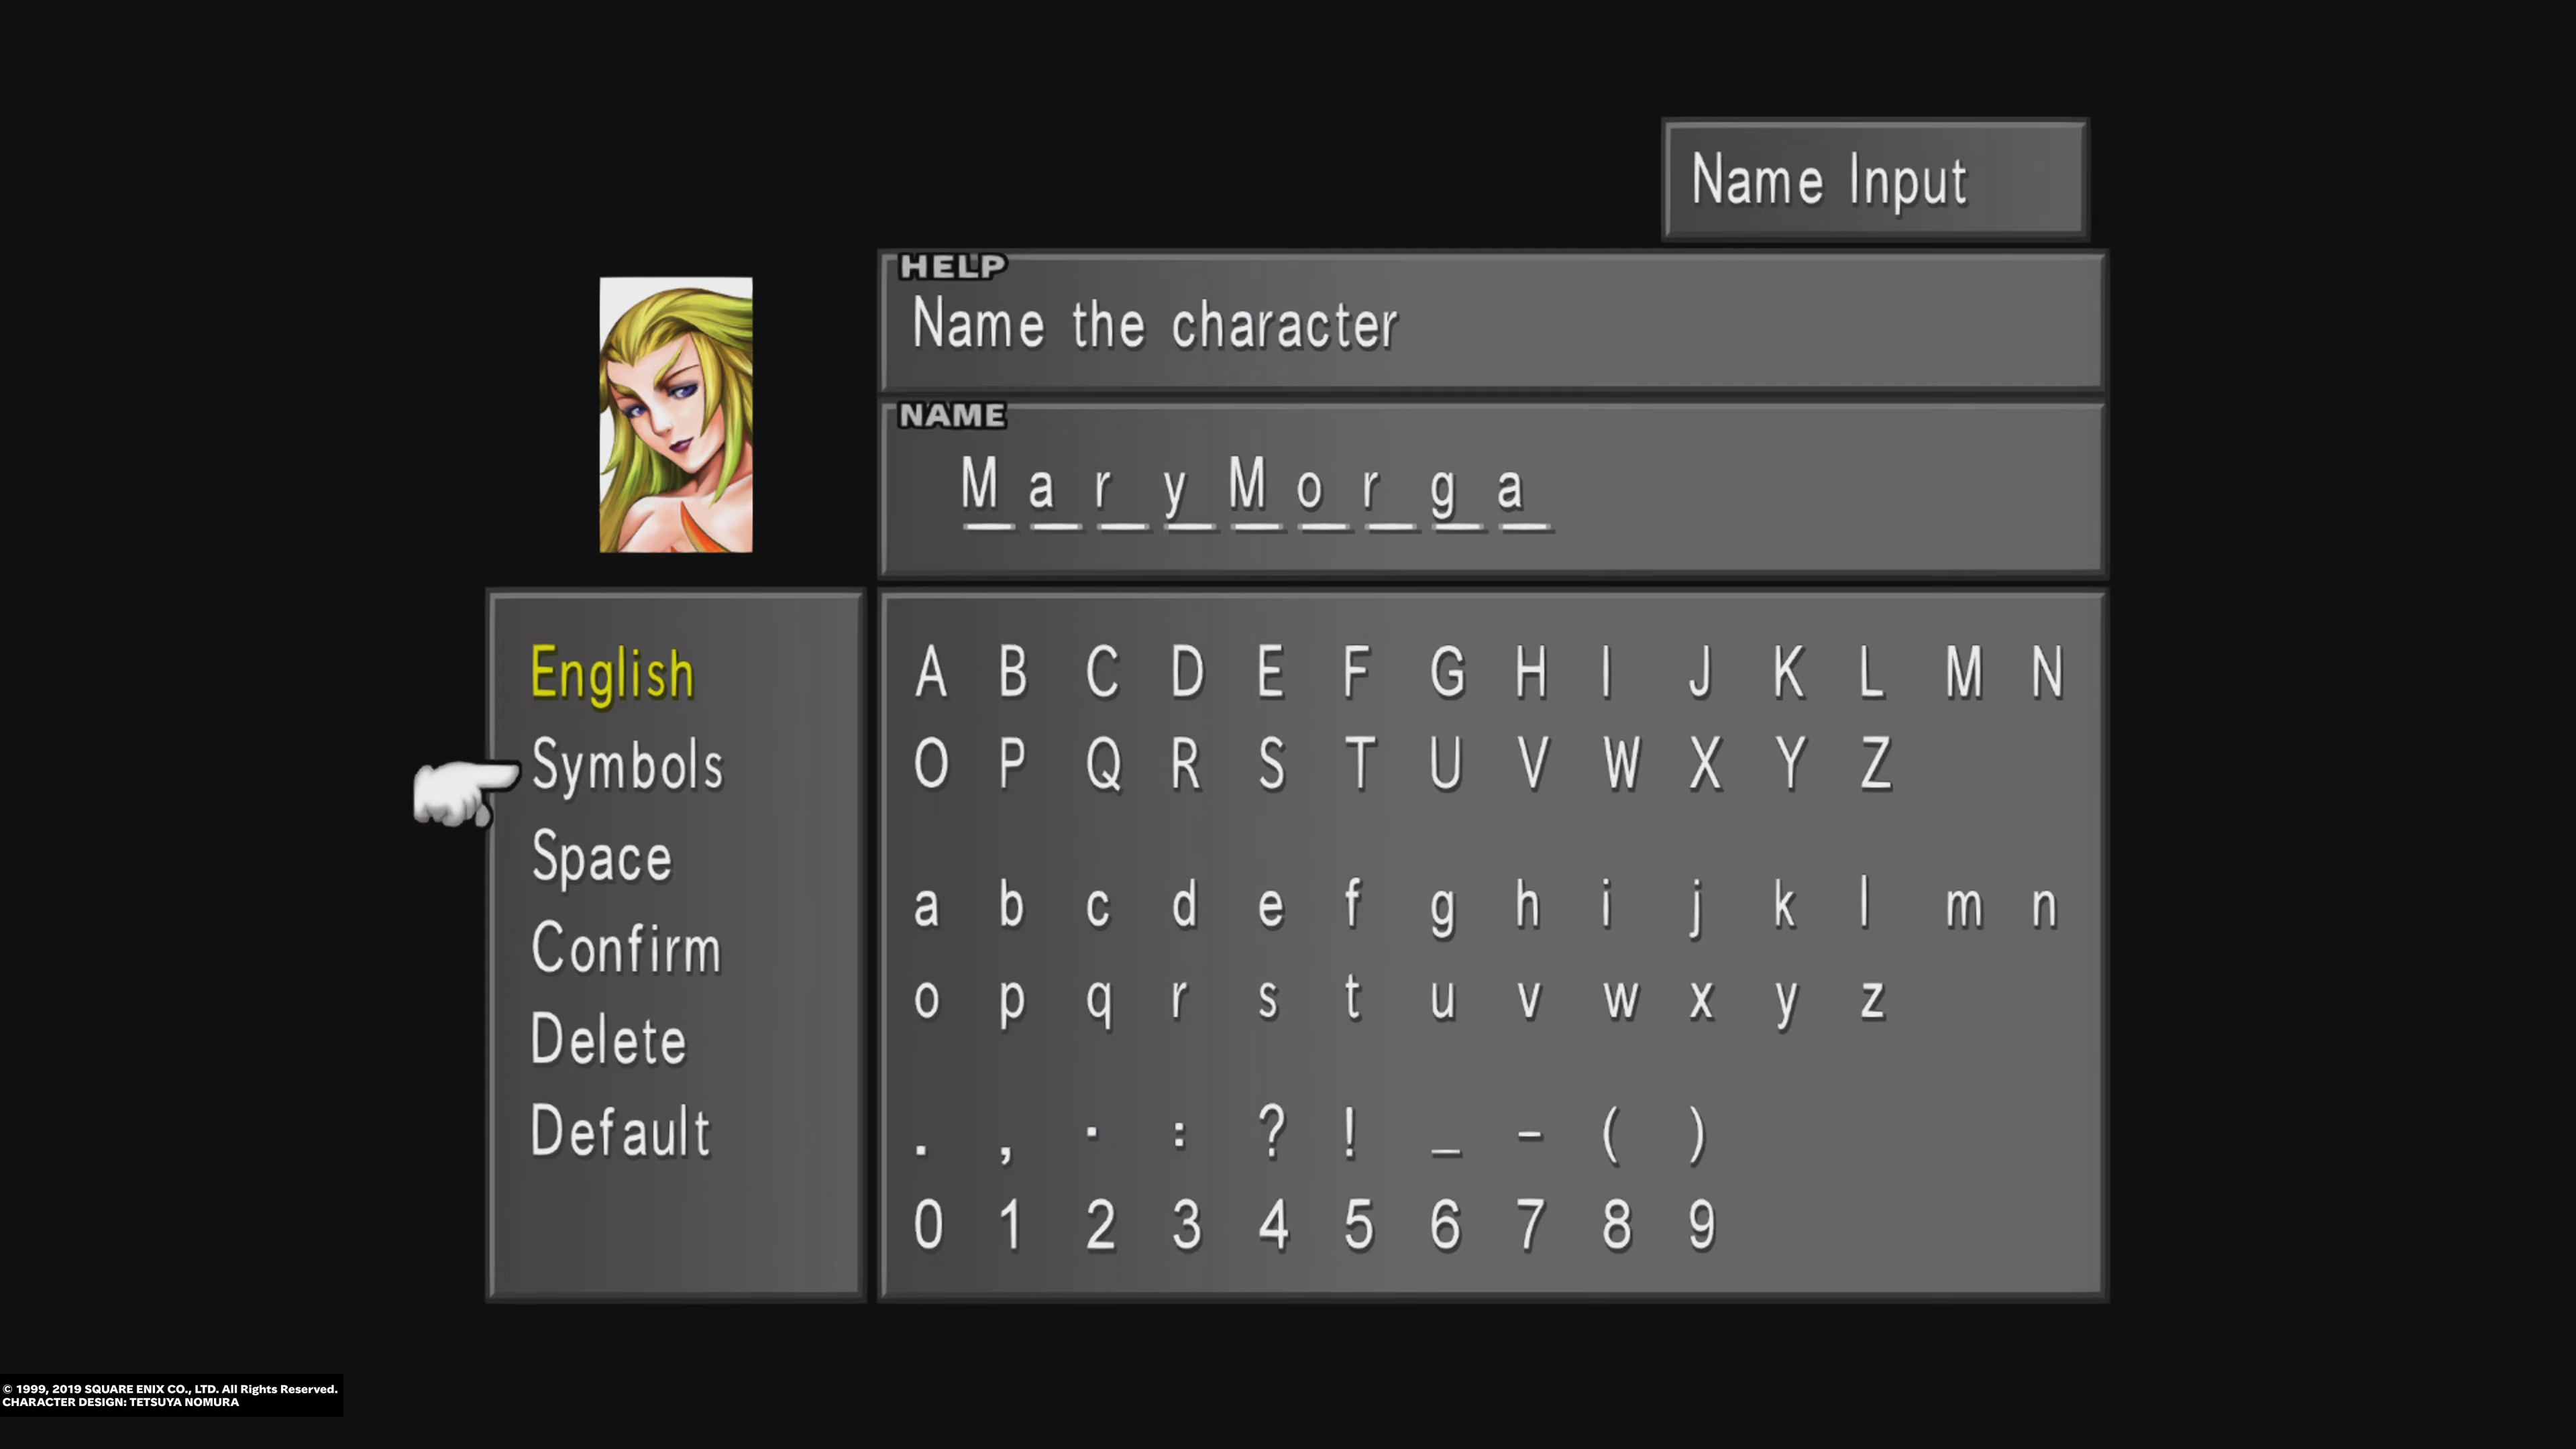 Name Input
HELP
Name the character
NAME
MaryMorga
English
Symbols
Space
Confirm
Delete
Default
A B C D E F G H I J K L M N
O P Q R S T U V W X Y Z
a b c d e f g h i j k l m n
o p q r s t u v w x y z
. , · : ? ! _ - ( )
0 1 2 3 4 5 6 7 8 9
© 1999, 2019 SQUARE ENIX CO., LTD. All Rights Reserved.
CHARACTER DESIGN: TETSUYA NOMURA